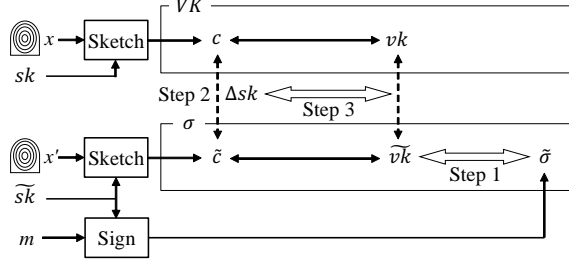 VK
x Sketch c vk
sk
Step 2 Δsk
Step 3
σ
x′ Sketch c̃ ṽk σ̃
Step 1
s̃k
m Sign